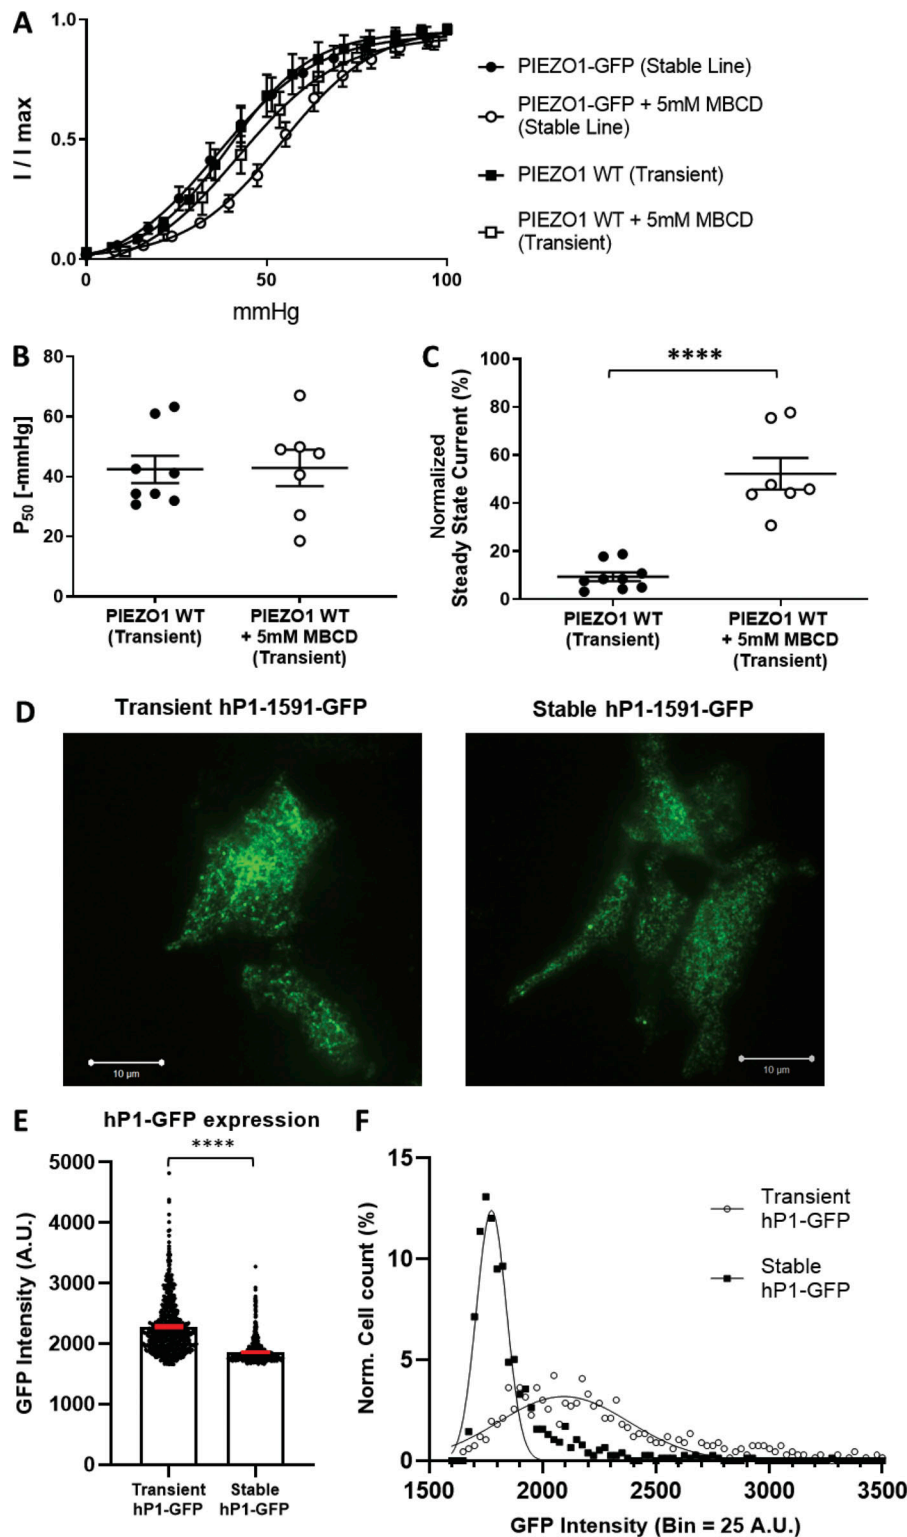 A
1.0
0.5
0.0
I / I max
0
50
100
mmHg
PIEZO1-GFP (Stable Line)
PIEZO1-GFP + 5mM MBCD
(Stable Line)
PIEZO1 WT (Transient)
PIEZO1 WT + 5mM MBCD
(Transient)
B
80
60
40
20
0
P50 [-mmHg]
PIEZO1 WT
(Transient)
PIEZO1 WT
+ 5mM MBCD
(Transient)
C
100
80
60
40
20
0
Normalized
Steady State Current (%)
****
PIEZO1 WT
(Transient)
PIEZO1 WT
+ 5mM MBCD
(Transient)
D
Transient hP1-1591-GFP
Stable hP1-1591-GFP
10 µm
10 µm
E
hP1-GFP expression
****
5000
4000
3000
2000
1000
0
GFP Intensity (A.U.)
Transient
hP1-GFP
Stable
hP1-GFP
F
15
10
5
0
Norm. Cell count (%)
Transient
hP1-GFP
Stable
hP1-GFP
1500
2000
2500
3000
3500
GFP Intensity (Bin = 25 A.U.)